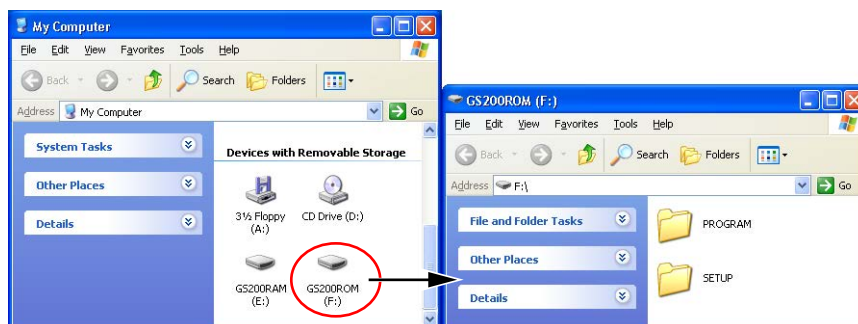 My Computer
File Edit View Favorites Tools Help
Back Search Folders
Address My Computer Go
System Tasks
Other Places
Details
Devices with Removable Storage
3½ Floppy (A:)
CD Drive (D:)
GS200RAM (E:)
GS200ROM (F:)
GS200ROM (F:)
File Edit View Favorites Tools Help
Back Search Folders
Address F:\ Go
File and Folder Tasks
Other Places
Details
PROGRAM
SETUP